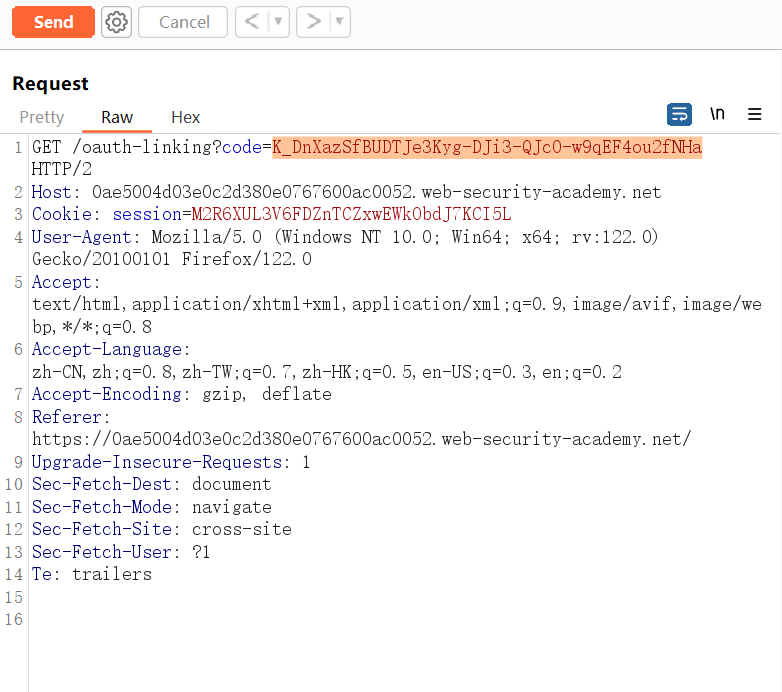 Send
Cancel
< ▼
> ▼
Request
Pretty
Raw
Hex
\n
1 GET /oauth-linking?code=K_DnXazSfBUDTJe3Kyg-DJi3-QJcO-w9qEF4ou2fNHa
HTTP/2
2 Host: 0ae5004d03e0c2d380e0767600ac0052.web-security-academy.net
3 Cookie: session=M2R6XUL3V6FDZnTCZxwEWkObdJ7KCI5L
4 User-Agent: Mozilla/5.0 (Windows NT 10.0; Win64; x64; rv:122.0)
Gecko/20100101 Firefox/122.0
5 Accept:
text/html,application/xhtml+xml,application/xml;q=0.9,image/avif,image/we
bp,*/*;q=0.8
6 Accept-Language:
zh-CN,zh;q=0.8,zh-TW;q=0.7,zh-HK;q=0.5,en-US;q=0.3,en;q=0.2
7 Accept-Encoding: gzip, deflate
8 Referer:
https://0ae5004d03e0c2d380e0767600ac0052.web-security-academy.net/
9 Upgrade-Insecure-Requests: 1
10 Sec-Fetch-Dest: document
11 Sec-Fetch-Mode: navigate
12 Sec-Fetch-Site: cross-site
13 Sec-Fetch-User: ?1
14 Te: trailers
15
16